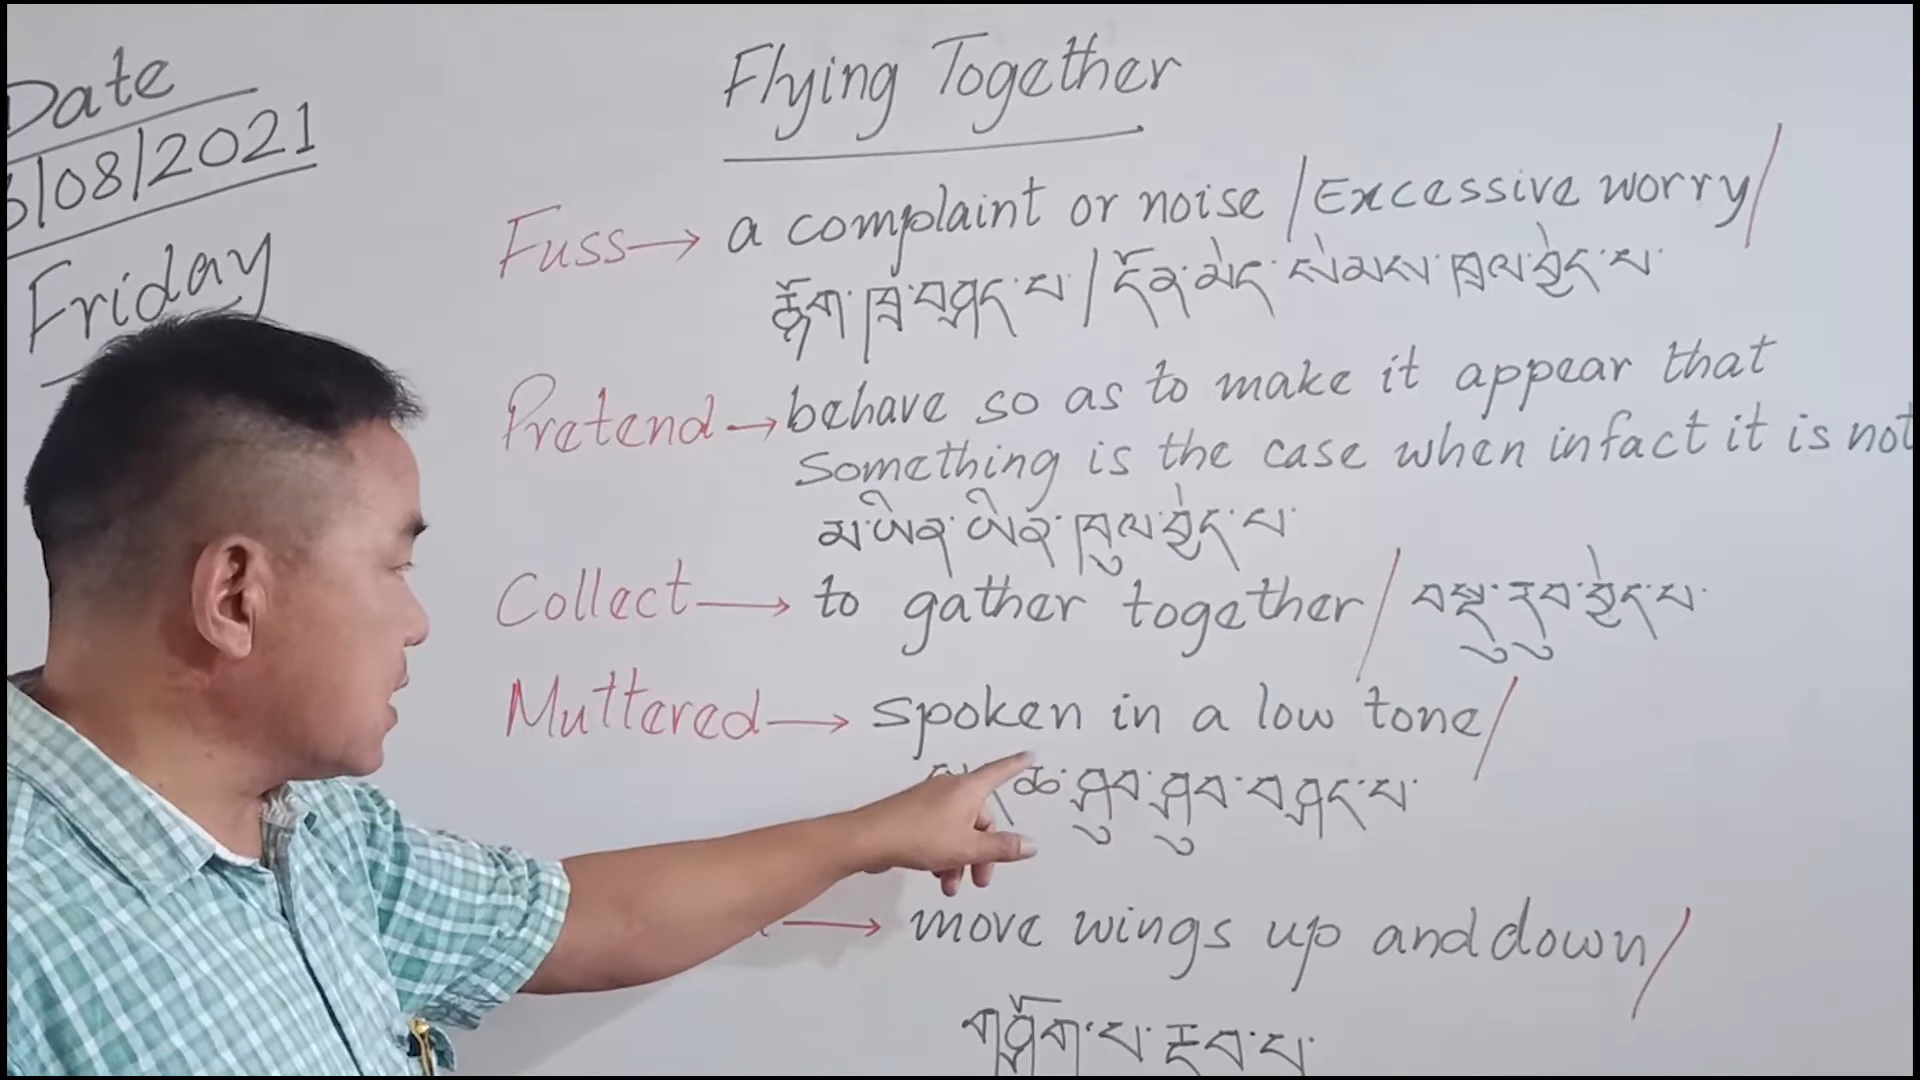 Date
/08/2021
Friday
Flying Together
Fuss → a complaint or noise / Excessive worry /
རྙོག་ཁྲ་བཤད་པ་ / དོན་མེད་སེམས་ཁྲལ་བྱེད་པ་
Pretend → behave so as to make it appear that
something is the case when infact it is not
མ་ཡིན་ཡིན་ཁུལ་བྱེད་པ་
Collect → to gather together / བསྡུ་རུབ་བྱེད་པ་
Muttered → spoken in a low tone /
ཆ་ཤུབ་ཤུབ་བཤད་པ་
→ move wings up and down /
གཤོག་པ་རྡེབ་པ་